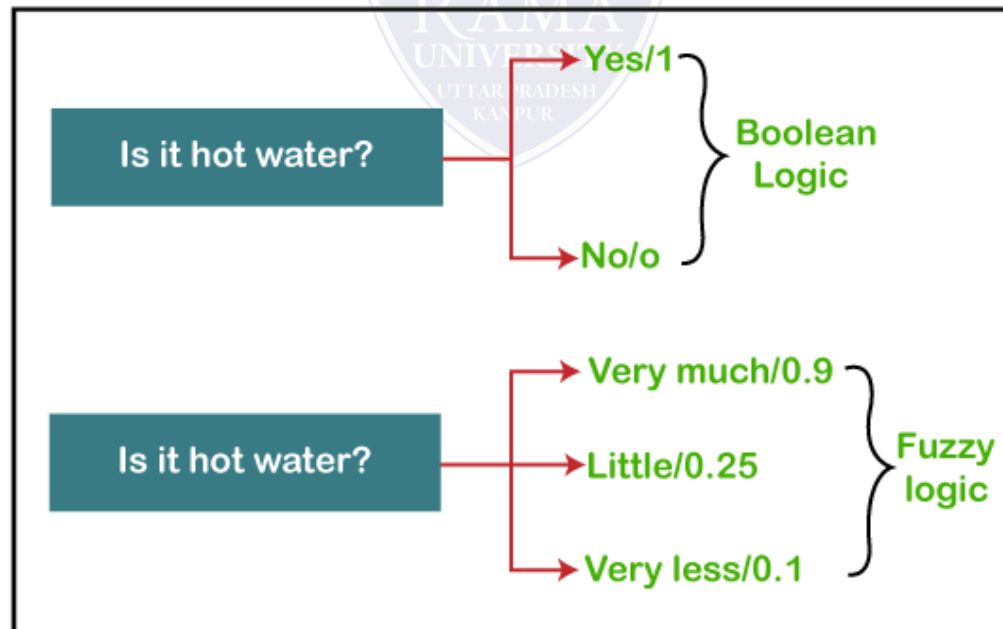 RAMA
UNIVERSITY
UTTAR PRADESH
KANPUR
Is it hot water?
Yes/1
No/o
Boolean
Logic
Is it hot water?
Very much/0.9
Little/0.25
Very less/0.1
Fuzzy
logic